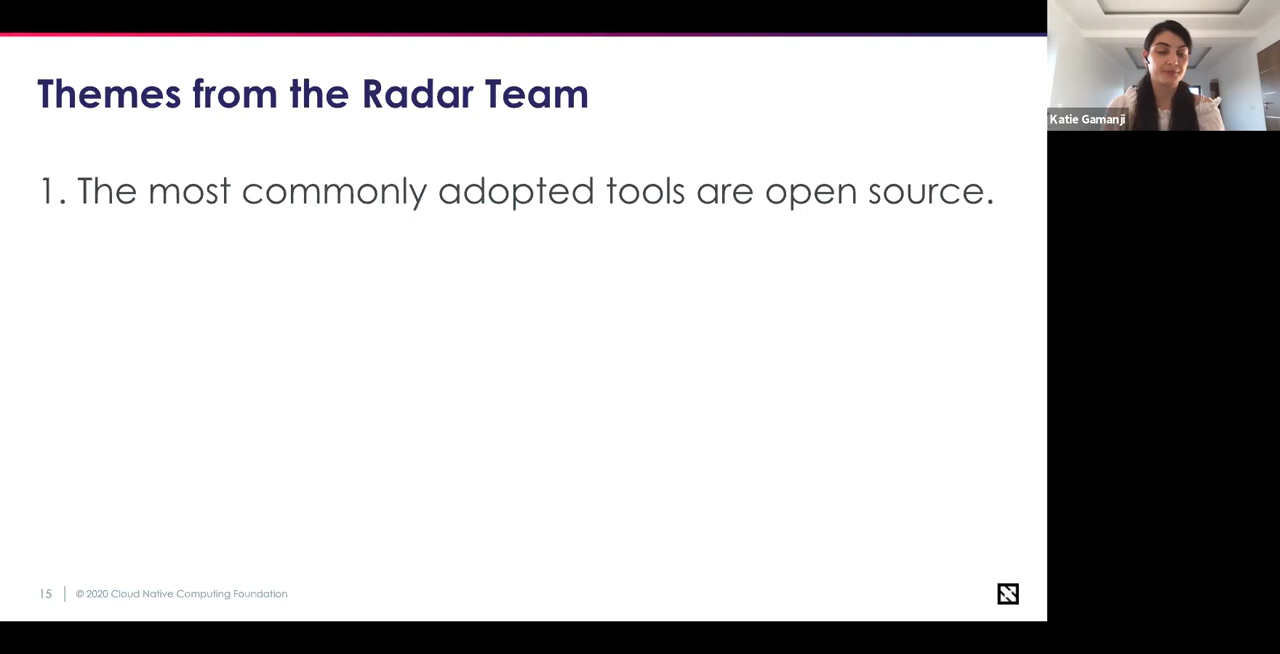 Themes from the Radar Team
Katie Gamanji
1. The most commonly adopted tools are open source.
15 | © 2020 Cloud Native Computing Foundation